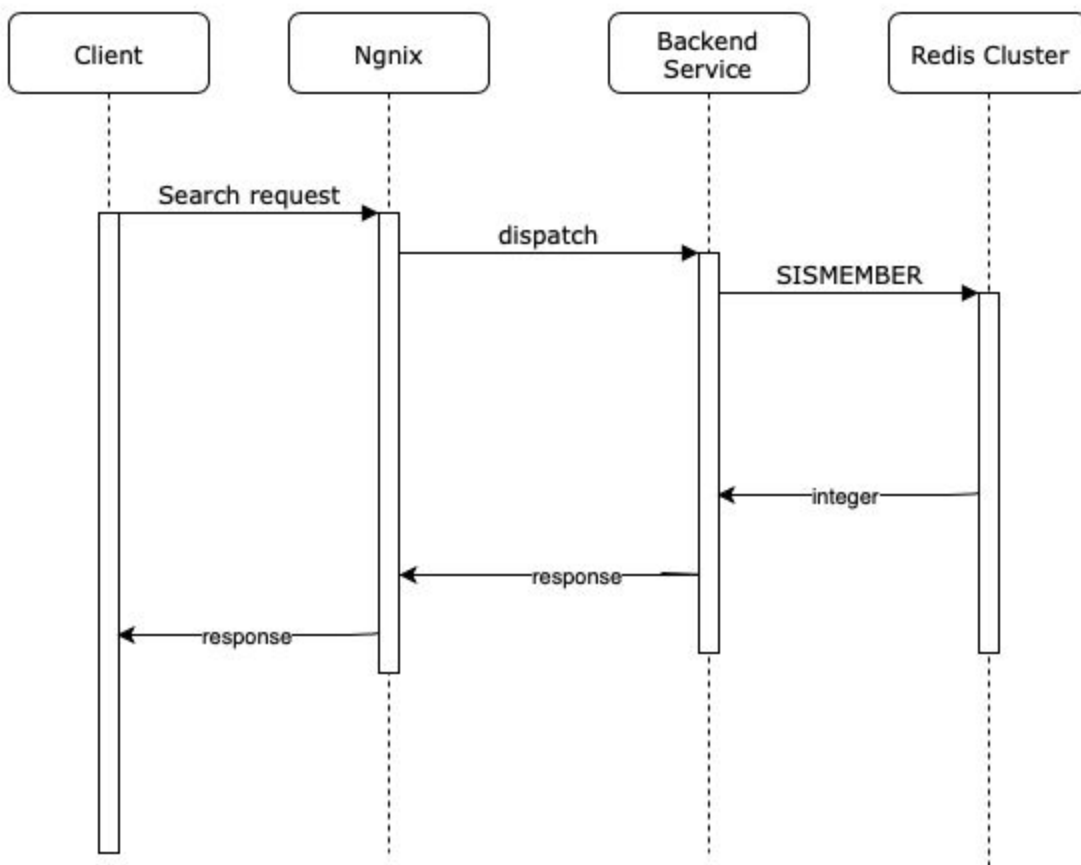 Client
Ngnix
Backend
Service
Redis Cluster
Search request
dispatch
SISMEMBER
integer
response
response